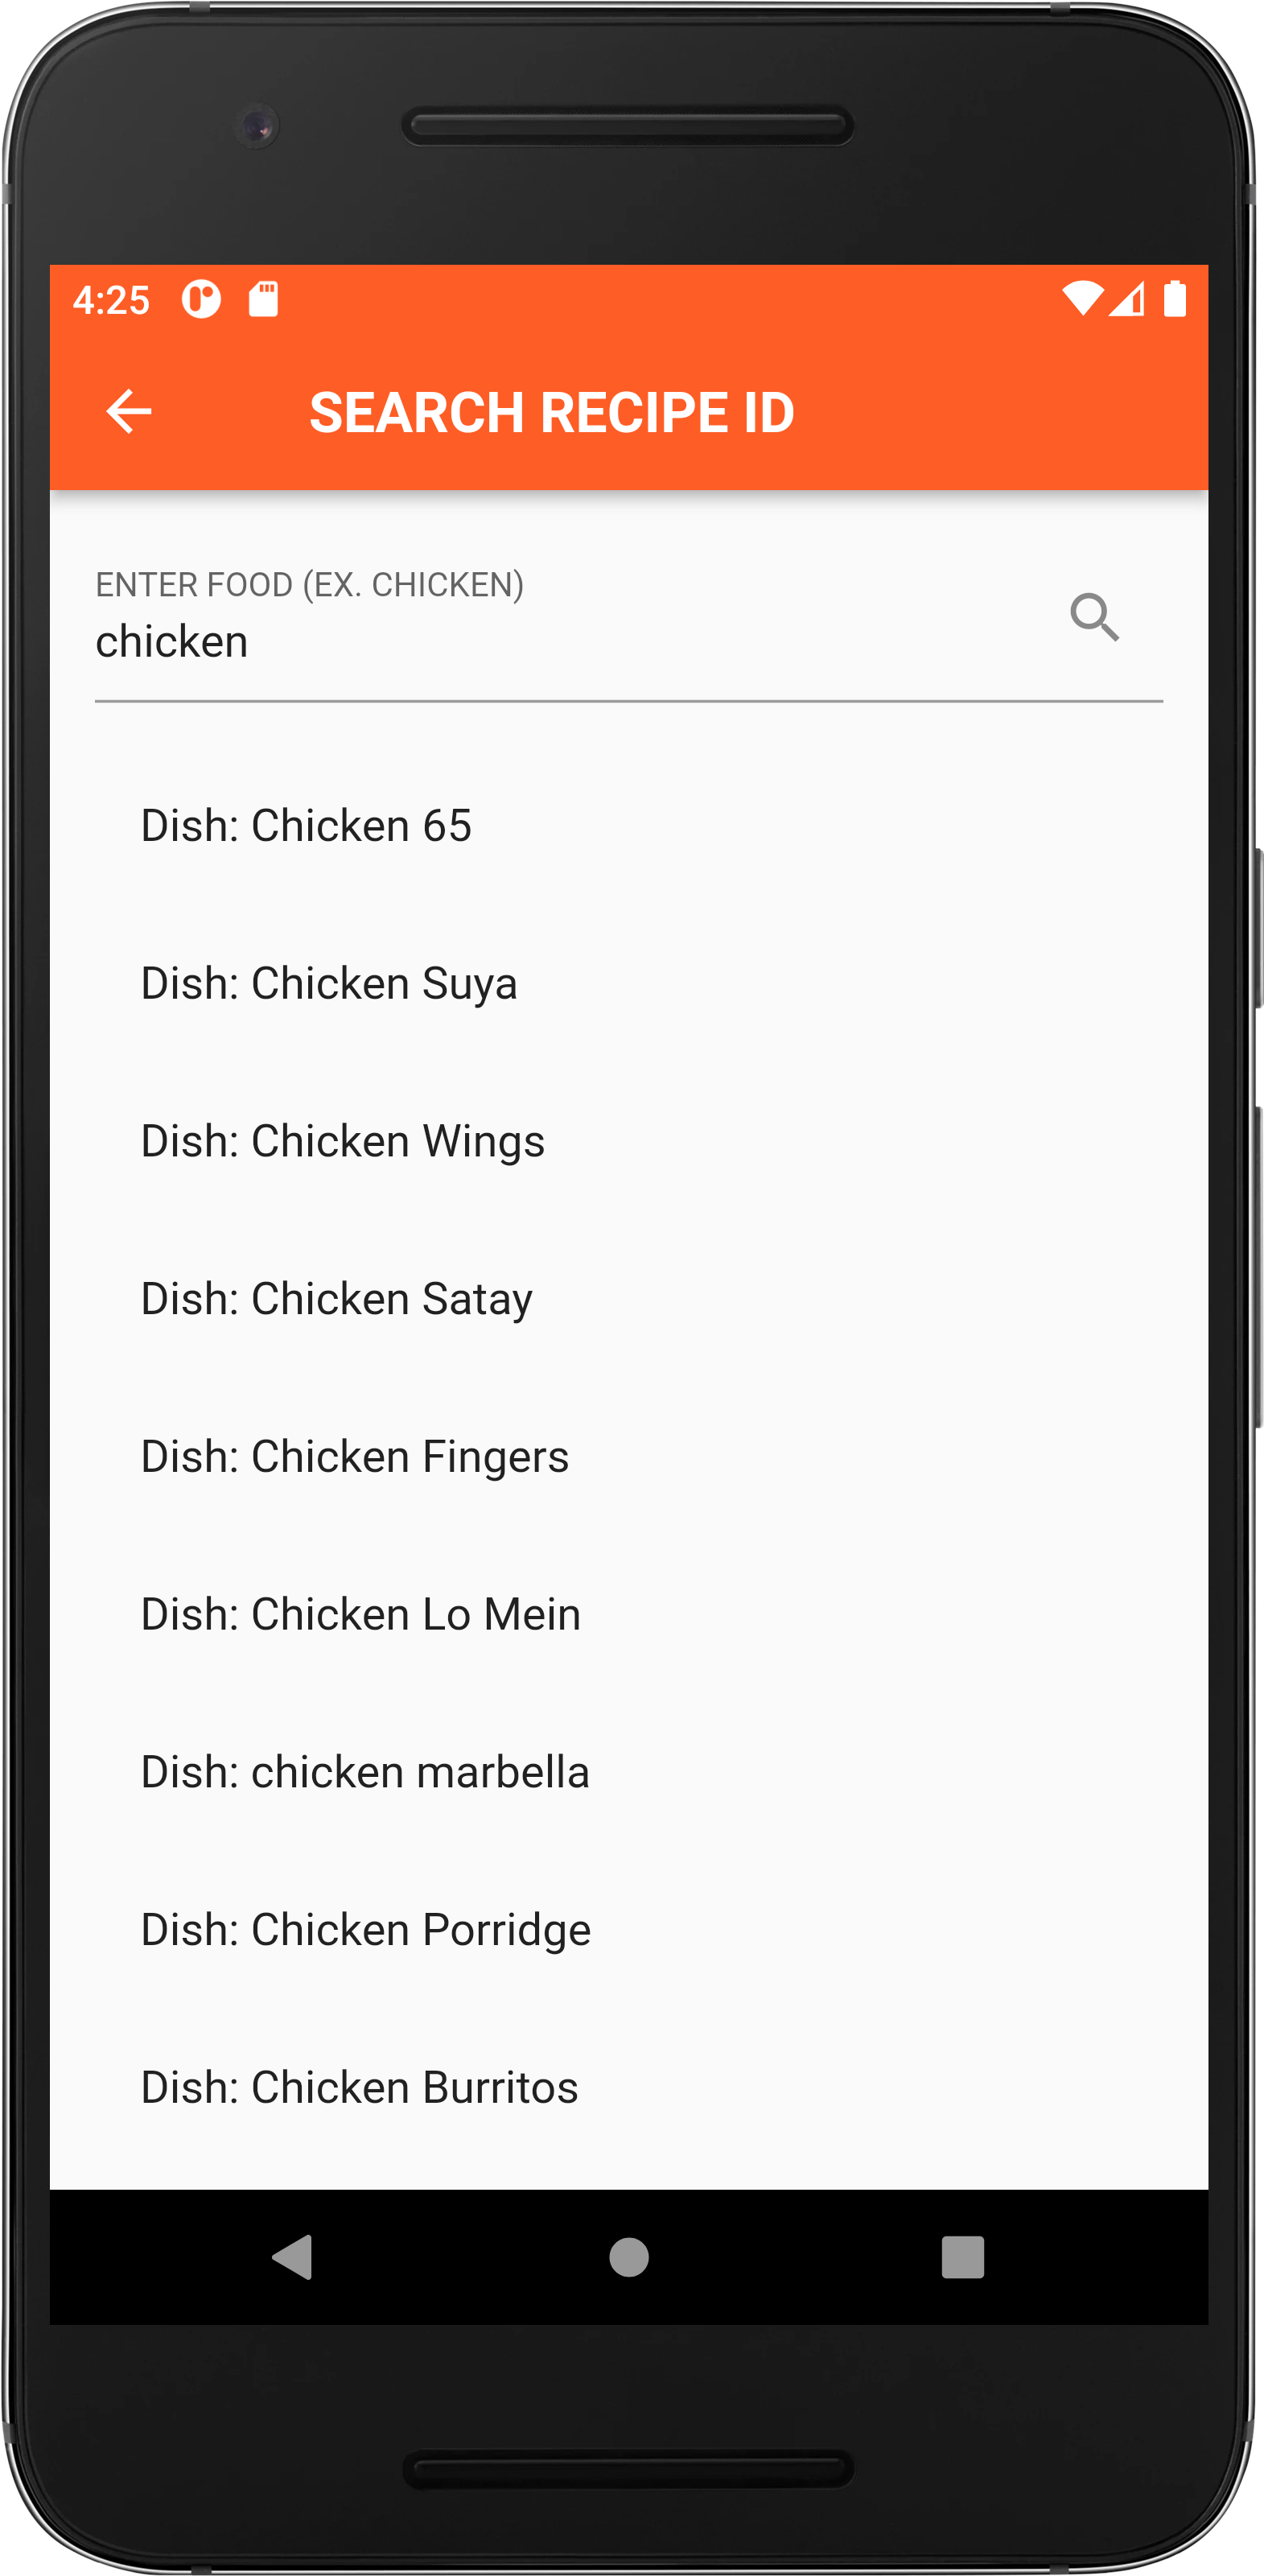 4:25
SEARCH RECIPE ID
ENTER FOOD (EX. CHICKEN)
chicken
Dish: Chicken 65
Dish: Chicken Suya
Dish: Chicken Wings
Dish: Chicken Satay
Dish: Chicken Fingers
Dish: Chicken Lo Mein
Dish: chicken marbella
Dish: Chicken Porridge
Dish: Chicken Burritos